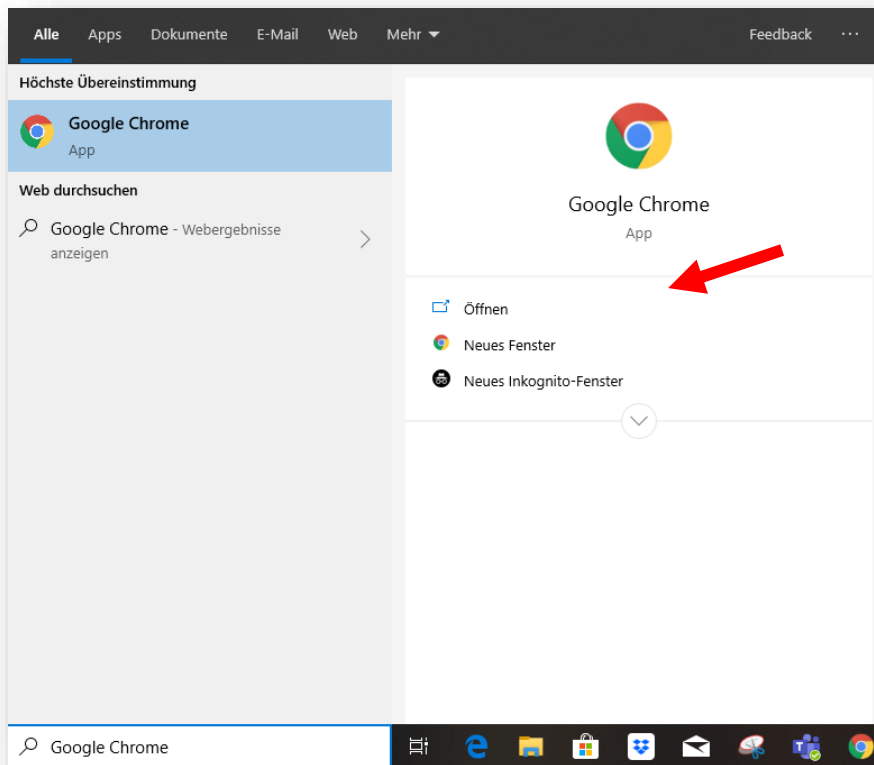 Alle Apps Dokumente E-Mail Web Mehr Feedback ...
Höchste Übereinstimmung
Google Chrome
App
Web durchsuchen
Google Chrome - Webergebnisse
anzeigen
Google Chrome
App
Öffnen
Neues Fenster
Neues Inkognito-Fenster
Google Chrome